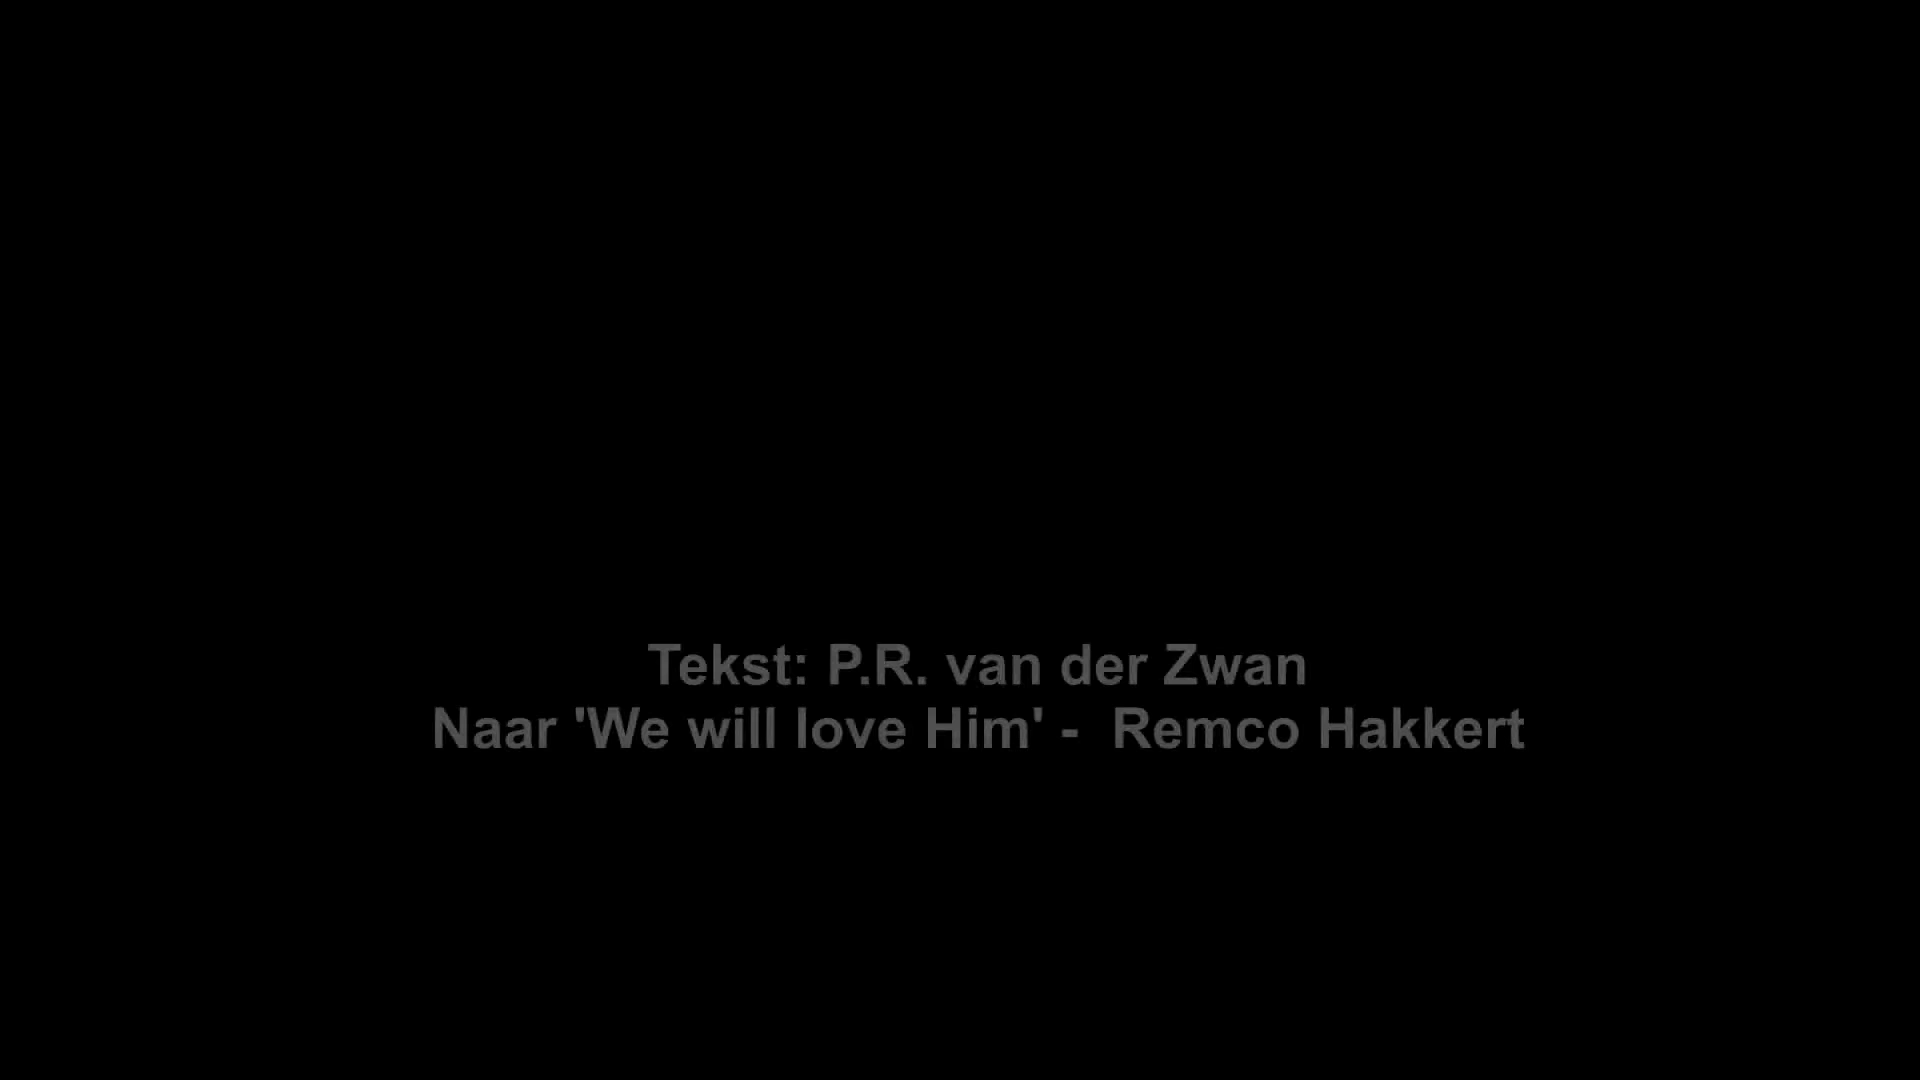 Tekst: P.R. van der Zwan
Naar 'We will love Him' -  Remco Hakkert